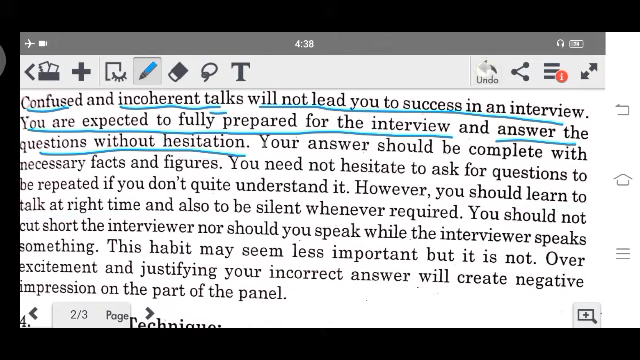 4:38
Undo
Confused and incoherent talks will not lead you to success in an interview.
You are expected to fully prepared for the interview and answer the
questions without hesitation. Your answer should be complete with
necessary facts and figures. You need not hesitate to ask for questions to
be repeated if you don't quite understand it. However, you should learn to
talk at right time and also to be silent whenever required. You should not
cut short the interviewer nor should you speak while the interviewer speaks
something. This habit may seem less important but it is not. Over
excitement and justifying your incorrect answer will create negative
impression on the part of the panel.
2/3 Page
4. Technique: